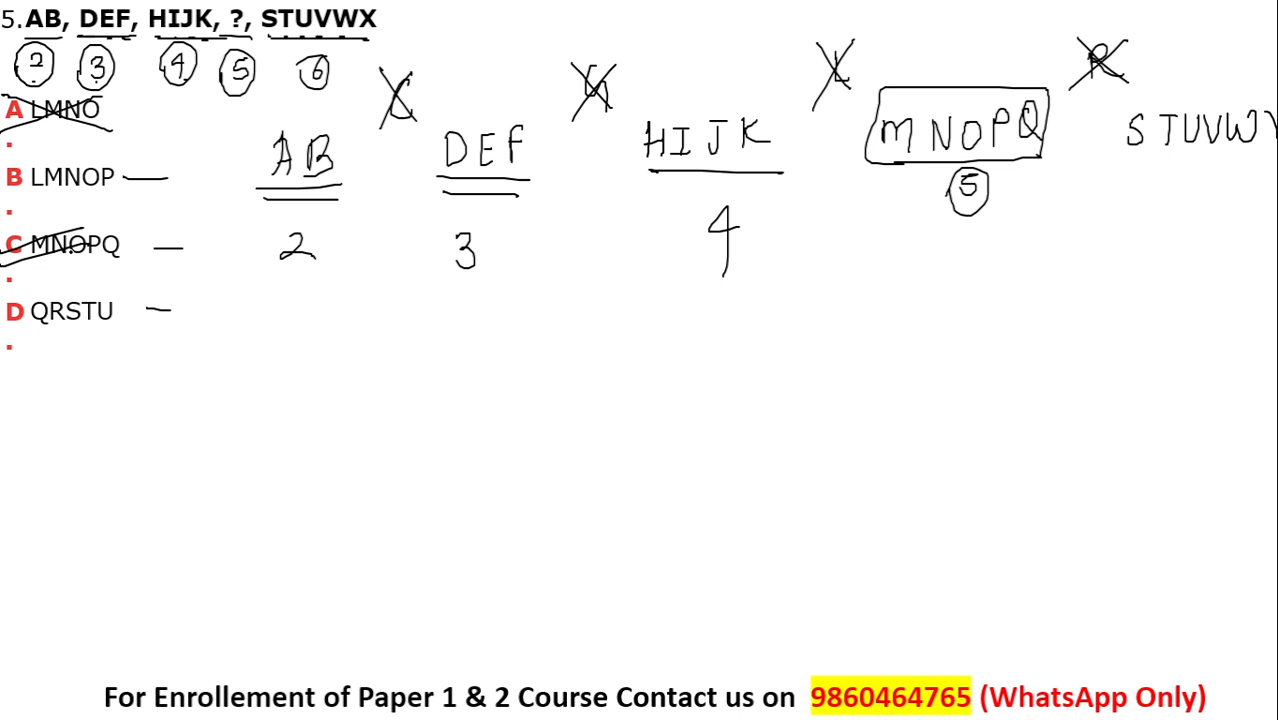 5. AB, DEF, HIJK, ?, STUVWX
2 3 4 5 6
C G L R
A LMNO
.
AB DEF HIJK MNOPQ STUVW
B LMNOP
.
5
C MNOPQ
.
2 3 4
D QRSTU
.
For Enrollement of Paper 1 & 2 Course Contact us on 9860464765 (WhatsApp Only)